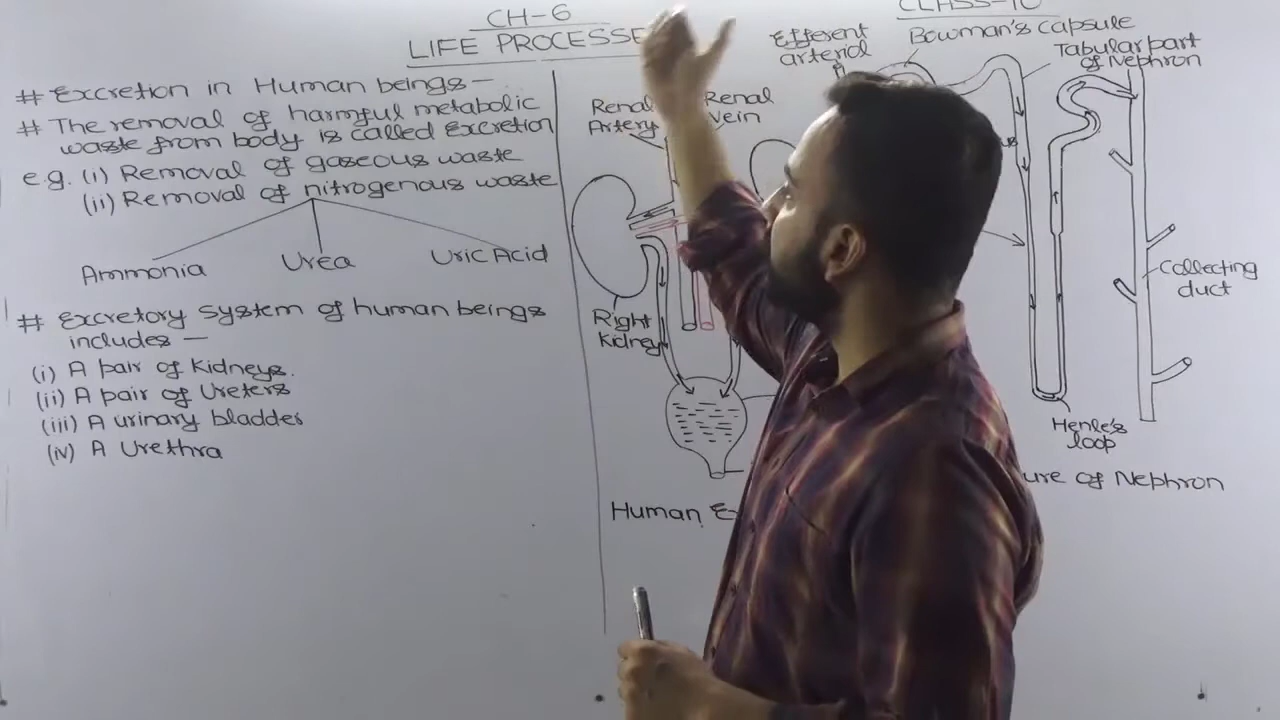 CH-6
LIFE PROCESSE
CLASS-10
# Excretion in Human beings —
# The removal of harmful metabolic
waste from body is called excretion
e.g. (i) Removal of gaseous waste
(ii) Removal of nitrogenous waste
Ammonia Urea Uric Acid
# Excretory system of human beings
includes —
(i) A pair of Kidneys.
(ii) A pair of Ureters
(iii) A urinary bladder
(iv) A Urethra
Renal
Artery
Renal
vein
Right
Kidney
Human E
Efferent
arteriol
Bowman's capsule
Tabular part
of Nephron
Collecting
duct
Henle's
loop
ure of Nephron